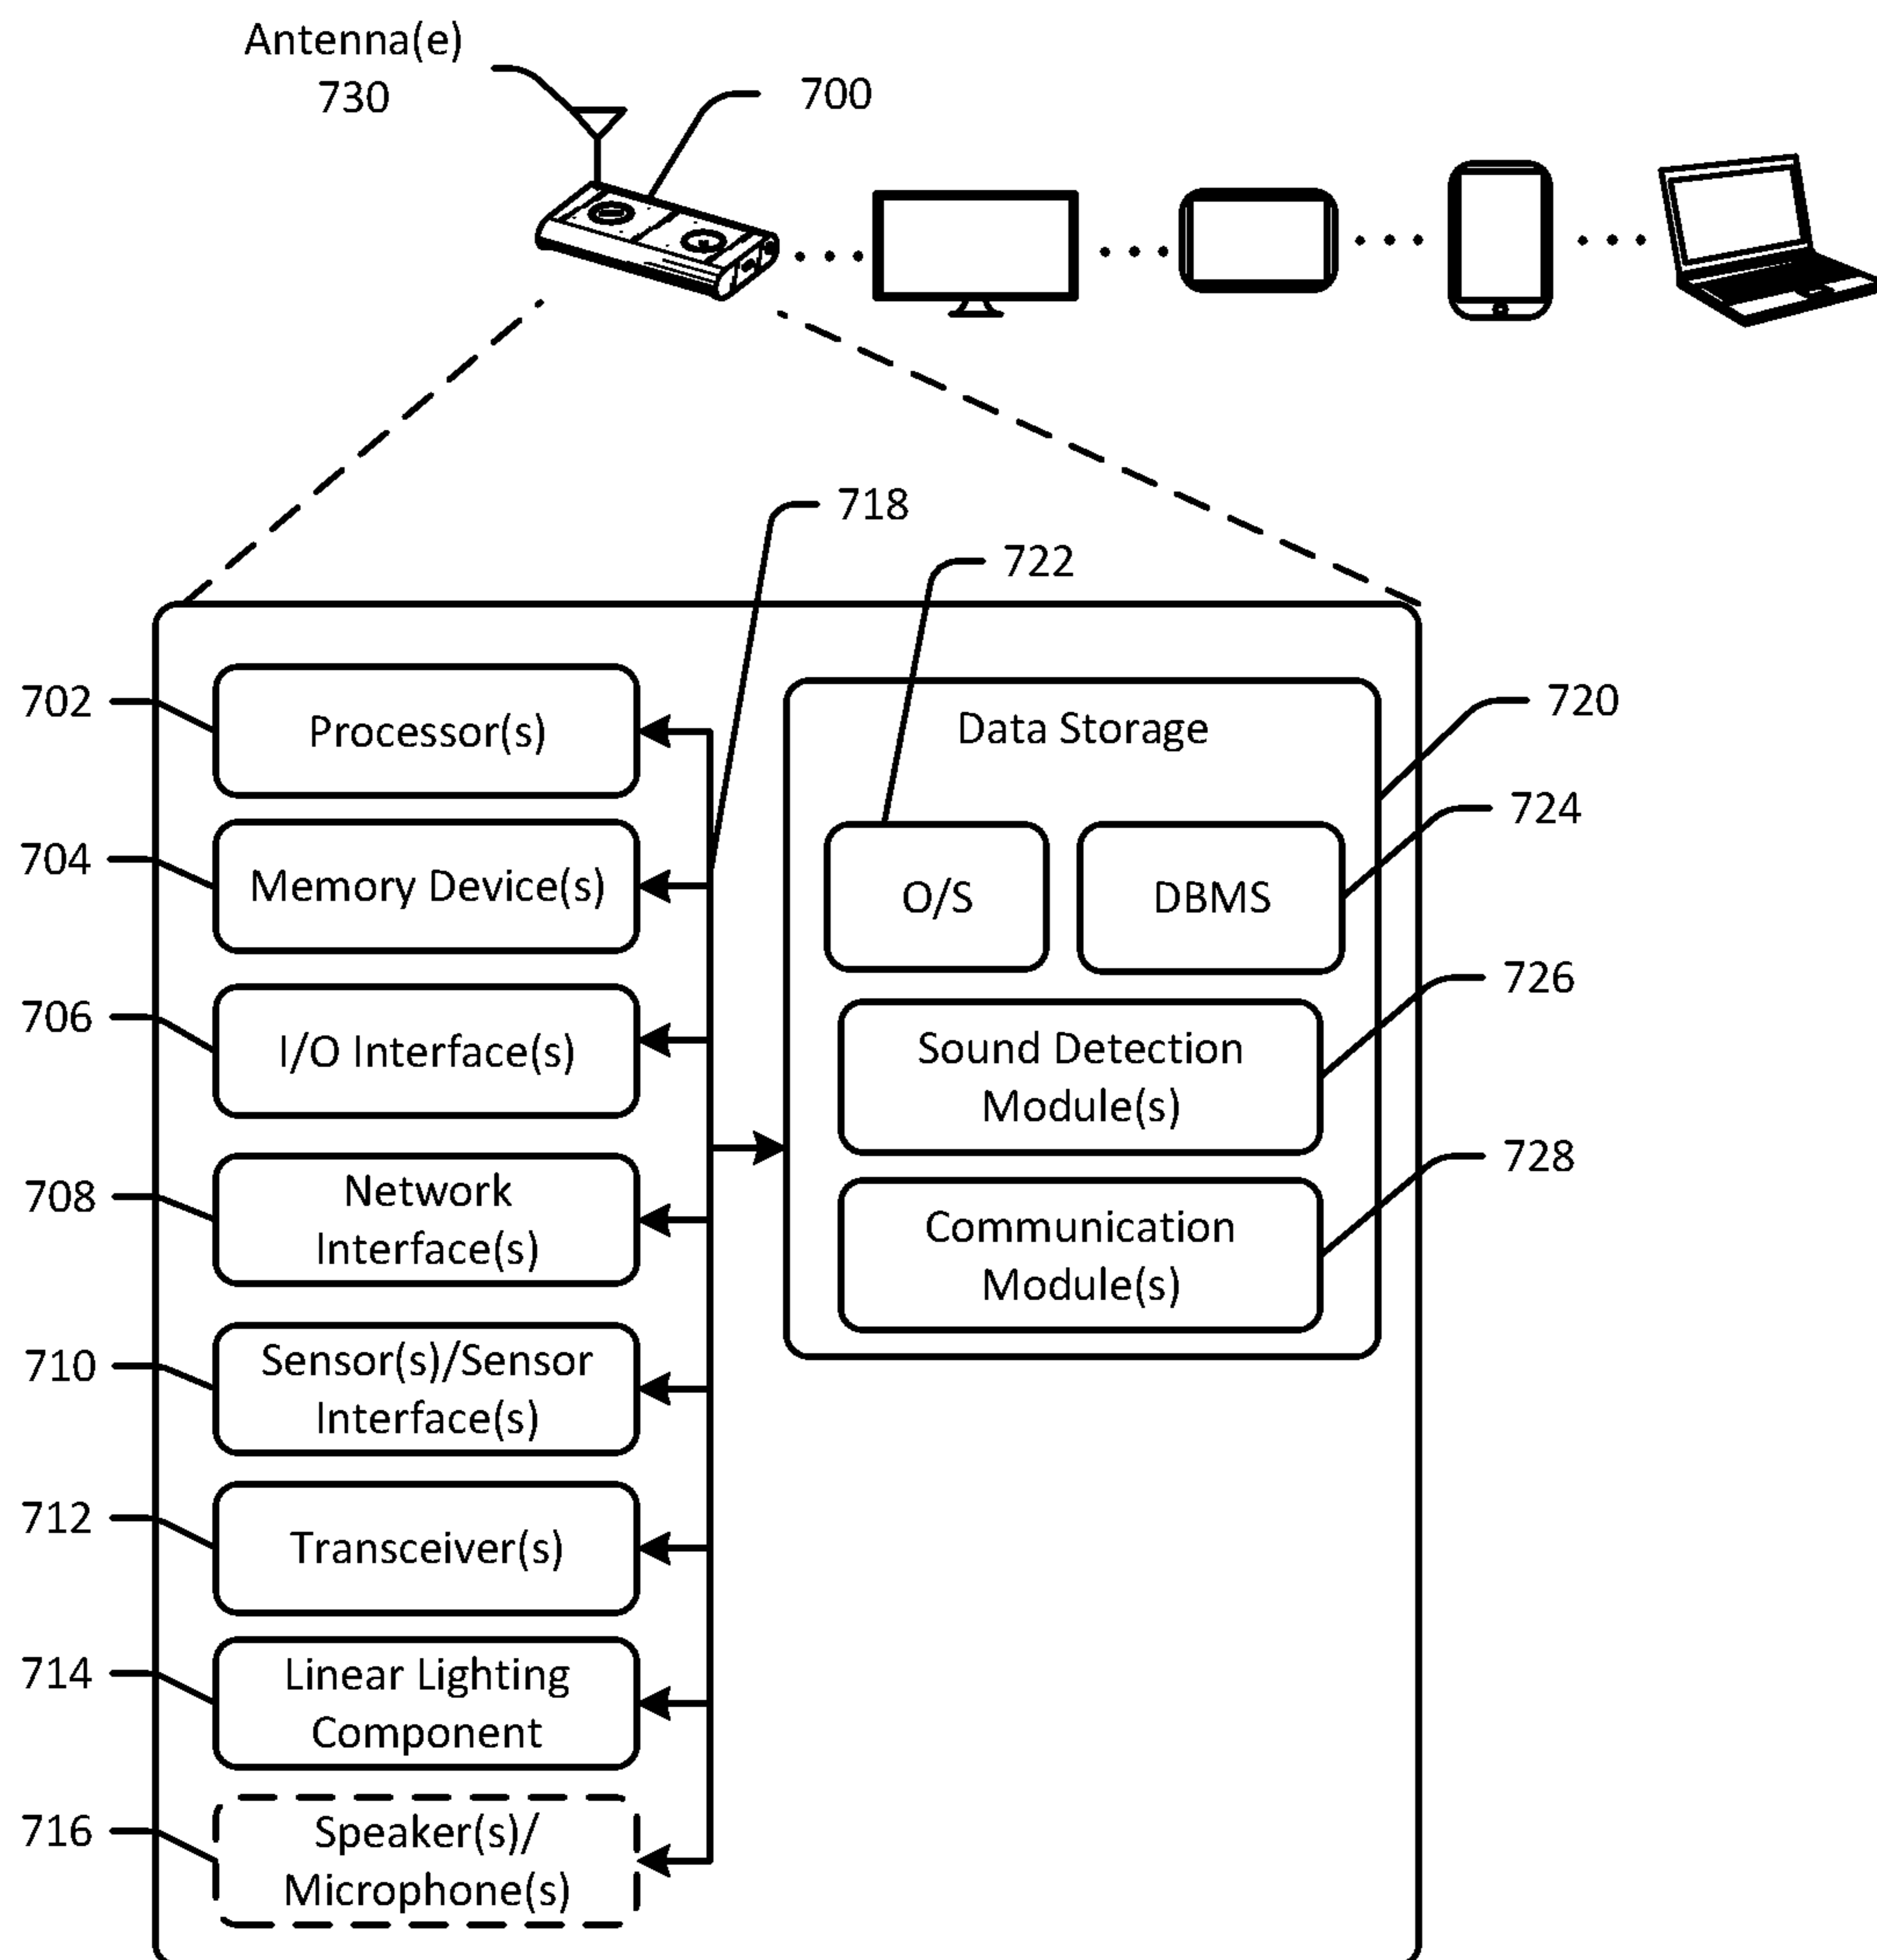 Antenna(e)
730
700
718
722
702
Processor(s)
Data Storage
720
704
Memory Device(s)
O/S
DBMS
724
706
I/O Interface(s)
Sound Detection
Module(s)
726
708
Network
Interface(s)
Communication
Module(s)
728
710
Sensor(s)/Sensor
Interface(s)
712
Transceiver(s)
714
Linear Lighting
Component
716
Speaker(s)/
Microphone(s)